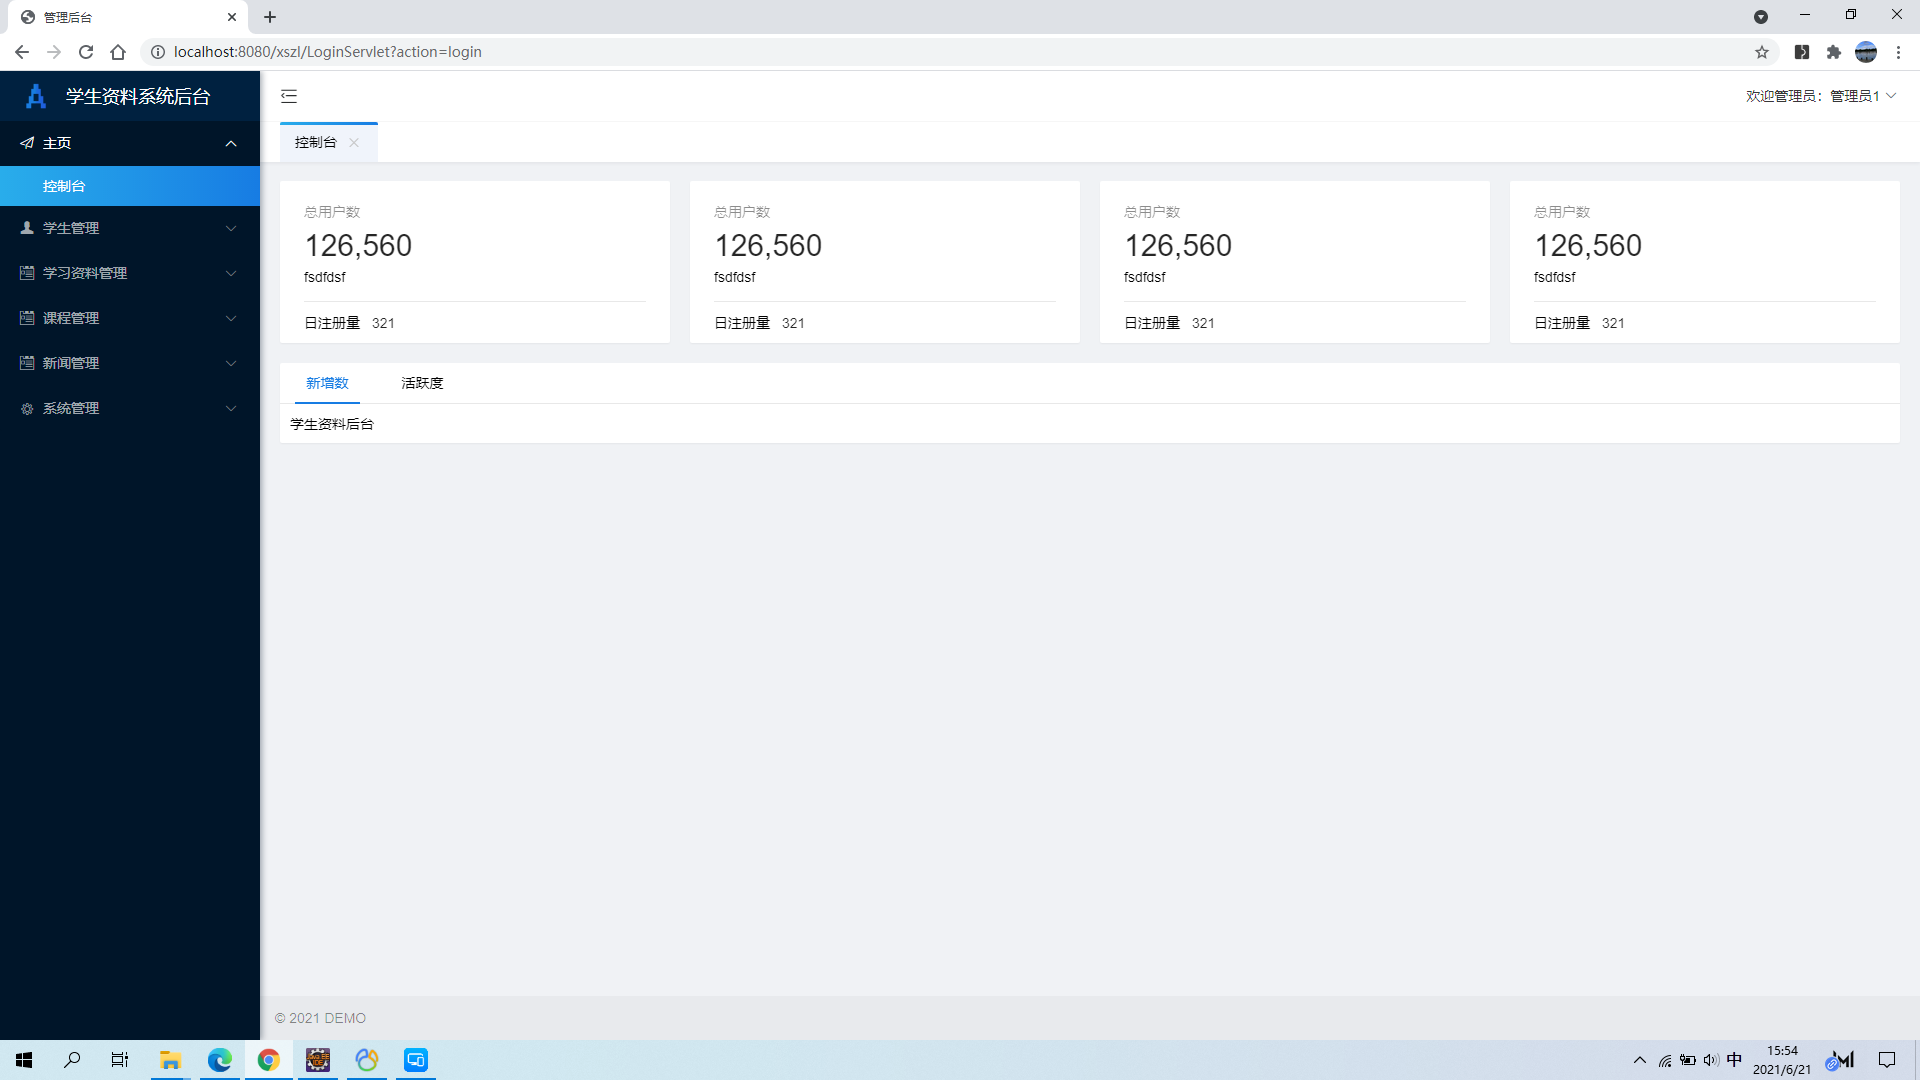 管理后台
localhost:8080/xszl/LoginServlet?action=login
学生资料系统后台
欢迎管理员：管理员1
主页
控制台
学生管理
学习资料管理
课程管理
新闻管理
系统管理
控制台
总用户数
126,560
fsdfdsf
日注册量 321
总用户数
126,560
fsdfdsf
日注册量 321
总用户数
126,560
fsdfdsf
日注册量 321
总用户数
126,560
fsdfdsf
日注册量 321
新增数 活跃度
学生资料后台
© 2021 DEMO
中
15:54
2021/6/21